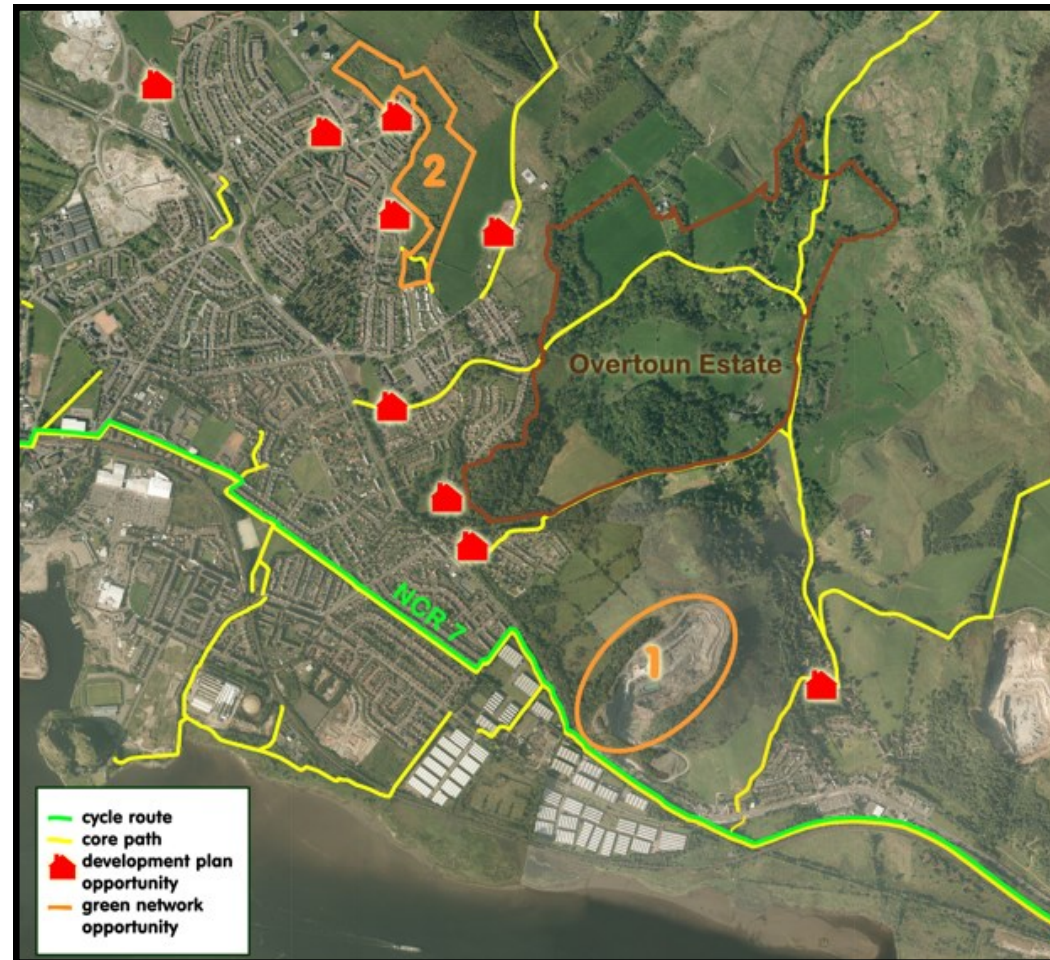 2
Overtoun Estate
NCR 7
1
cycle route
core path
development plan
opportunity
green network
opportunity